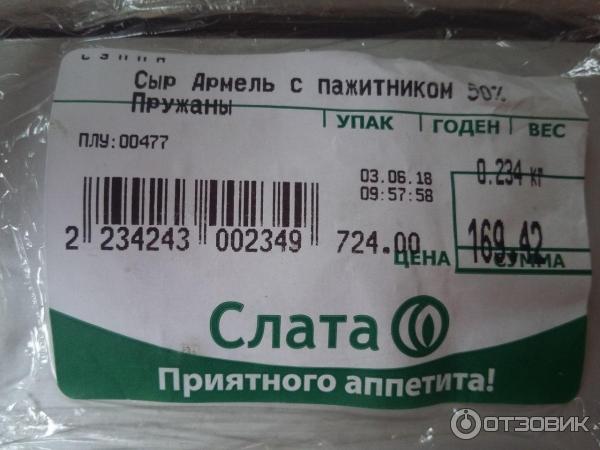 Сыр Армель с пажитником 50%
Пружаны
УПАК ГОДЕН ВЕС
ПЛУ:00477
03.06.18 0.234 кг
09:57:58
2 234243 002349 724.00 169.42
ЦЕНА СУММА
Слата
Приятного аппетита!
ОТЗОВИК